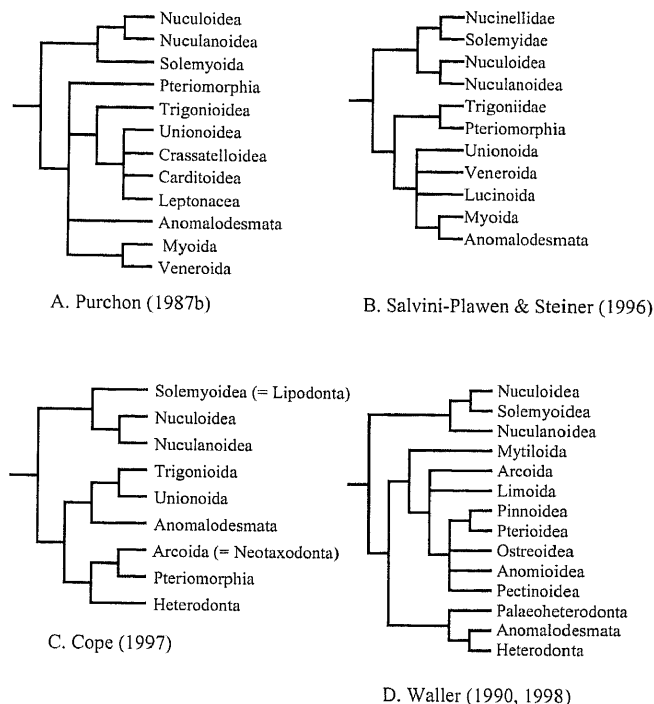 Nuculoidea
Nuculanoidea
Solemyoida
Pteriomorphia
Trigonioidea
Unionoidea
Crassatelloidea
Carditoidea
Leptonacea
Anomalodesmata
Myoida
Veneroida
A. Purchon (1987b)
Nucinellidae
Solemyidae
Nuculoidea
Nuculanoidea
Trigoniidae
Pteriomorphia
Unionoida
Veneroida
Lucinoida
Myoida
Anomalodesmata
B. Salvini-Plawen & Steiner (1996)
Solemyoidea (= Lipodonta)
Nuculoidea
Nuculanoidea
Trigonioida
Unionoida
Anomalodesmata
Arcoida (= Neotaxodonta)
Pteriomorphia
Heterodonta
C. Cope (1997)
Nuculoidea
Solemyoidea
Nuculanoidea
Mytiloida
Arcoida
Limoida
Pinnoidea
Pterioidea
Ostreoidea
Anomioidea
Pectinoidea
Palaeoheterodonta
Anomalodesmata
Heterodonta
D. Waller (1990, 1998)